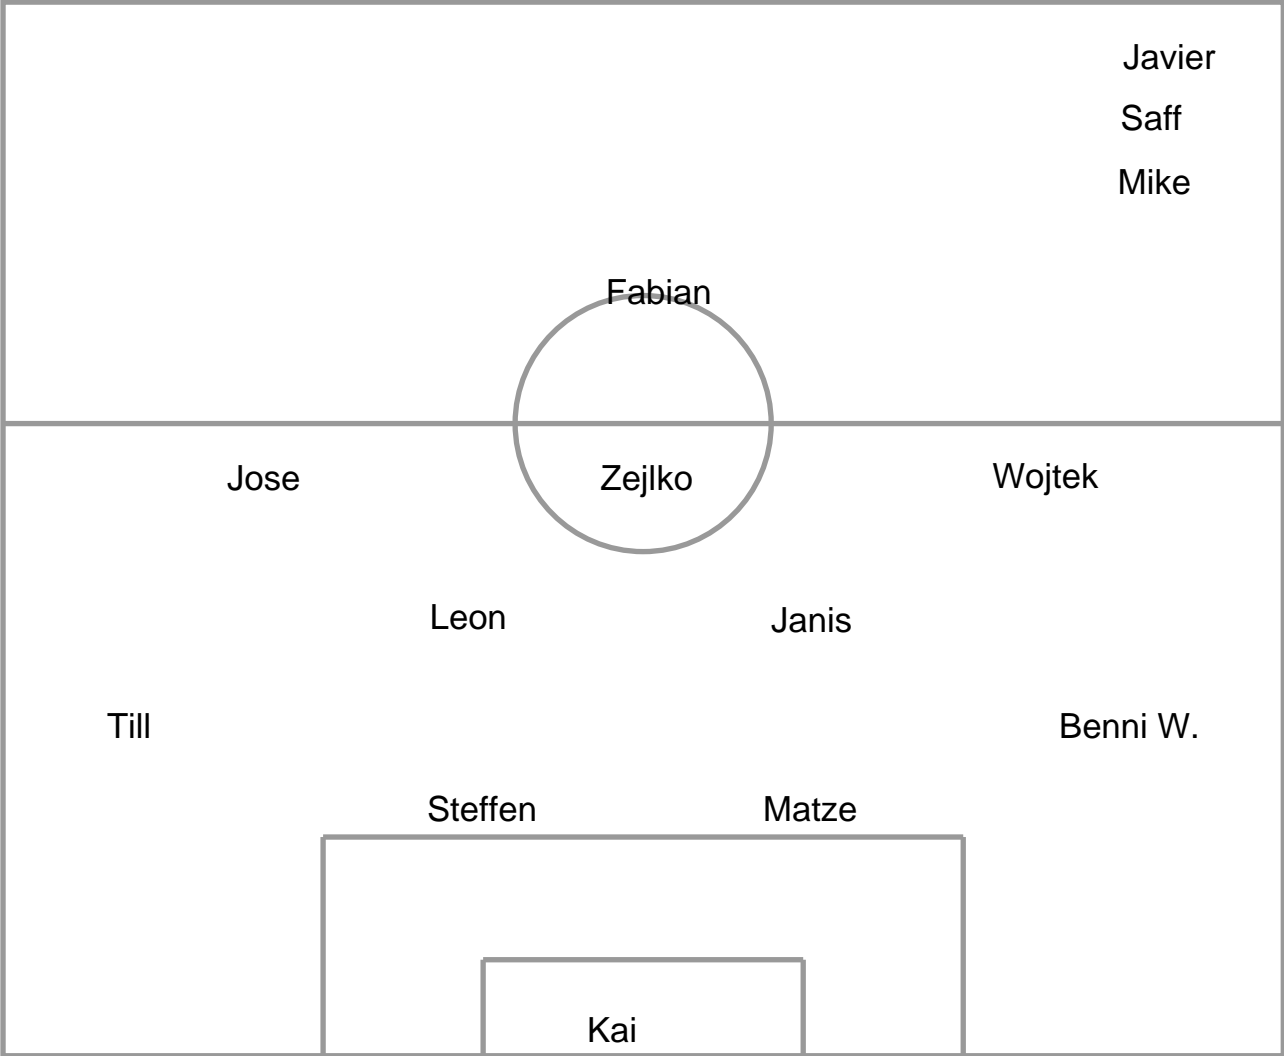 Javier
Saff
Mike
Fabian
Jose Zejlko Wojtek
Leon Janis
Till Benni W.
Steffen Matze
Kai